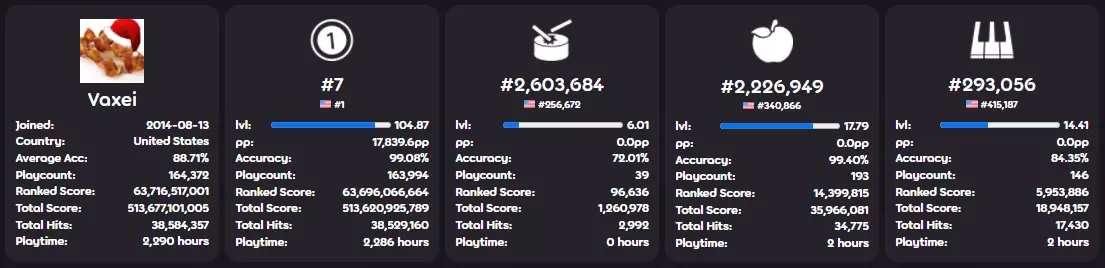 Vaxei
Joined: 2014-08-13
Country: United States
Average Acc: 88.71%
Playcount: 164,372
Ranked Score: 63,716,517,001
Total Score: 513,677,101,005
Total Hits: 38,584,357
Playtime: 2,290 hours
1
#7
#1
lvl: 104.87
pp: 17,839.6pp
Accuracy: 99.08%
Playcount: 163,994
Ranked Score: 63,696,066,664
Total Score: 513,620,925,789
Total Hits: 38,529,160
Playtime: 2,286 hours
#2,603,684
#256,672
lvl: 6.01
pp: 0.0pp
Accuracy: 72.01%
Playcount: 39
Ranked Score: 96,636
Total Score: 1,260,978
Total Hits: 2,992
Playtime: 0 hours
#2,226,949
#340,866
lvl: 17.79
pp: 0.0pp
Accuracy: 99.40%
Playcount: 193
Ranked Score: 14,399,815
Total Score: 35,966,081
Total Hits: 34,775
Playtime: 2 hours
#293,056
#415,187
lvl: 14.41
pp: 0.0pp
Accuracy: 84.35%
Playcount: 146
Ranked Score: 5,953,886
Total Score: 18,948,157
Total Hits: 17,430
Playtime: 2 hours